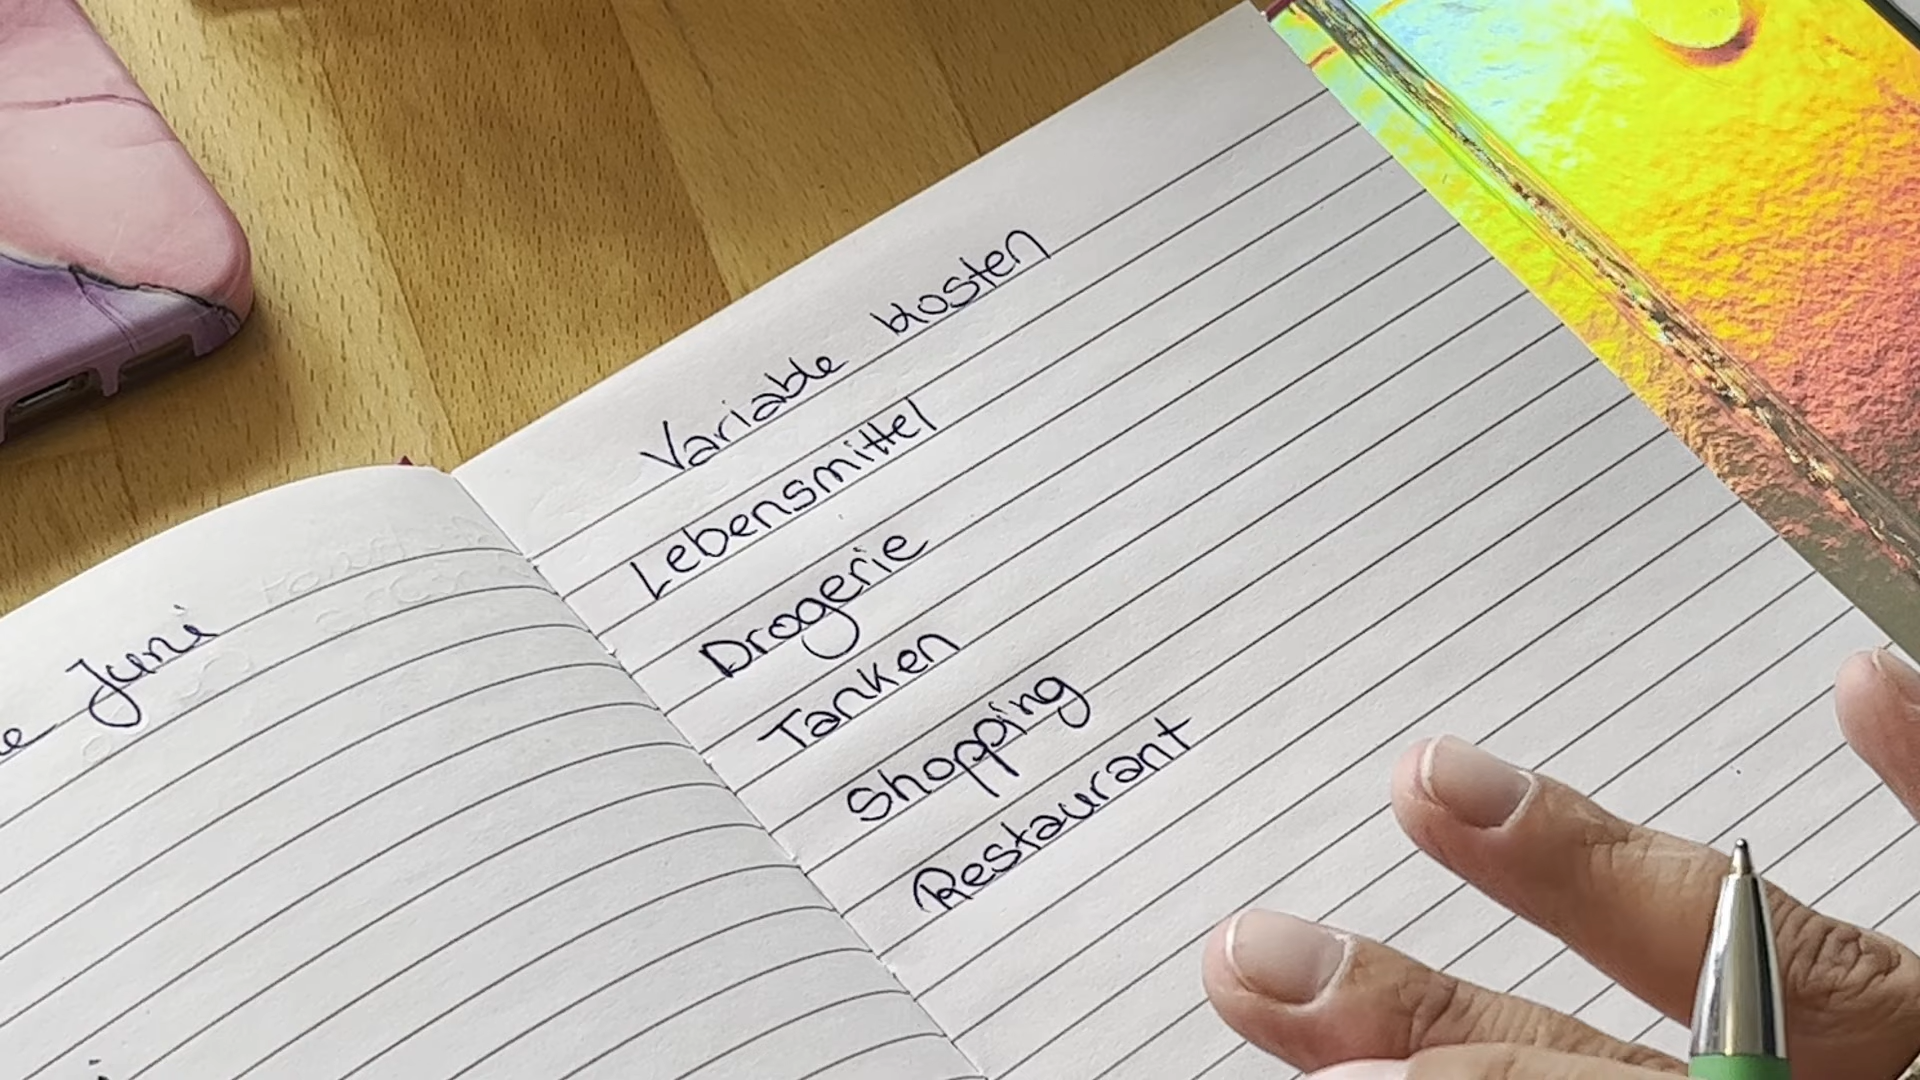 Juni
Variable kosten
Lebensmittel
Drogerie
Tanken
Shopping
Restaurant